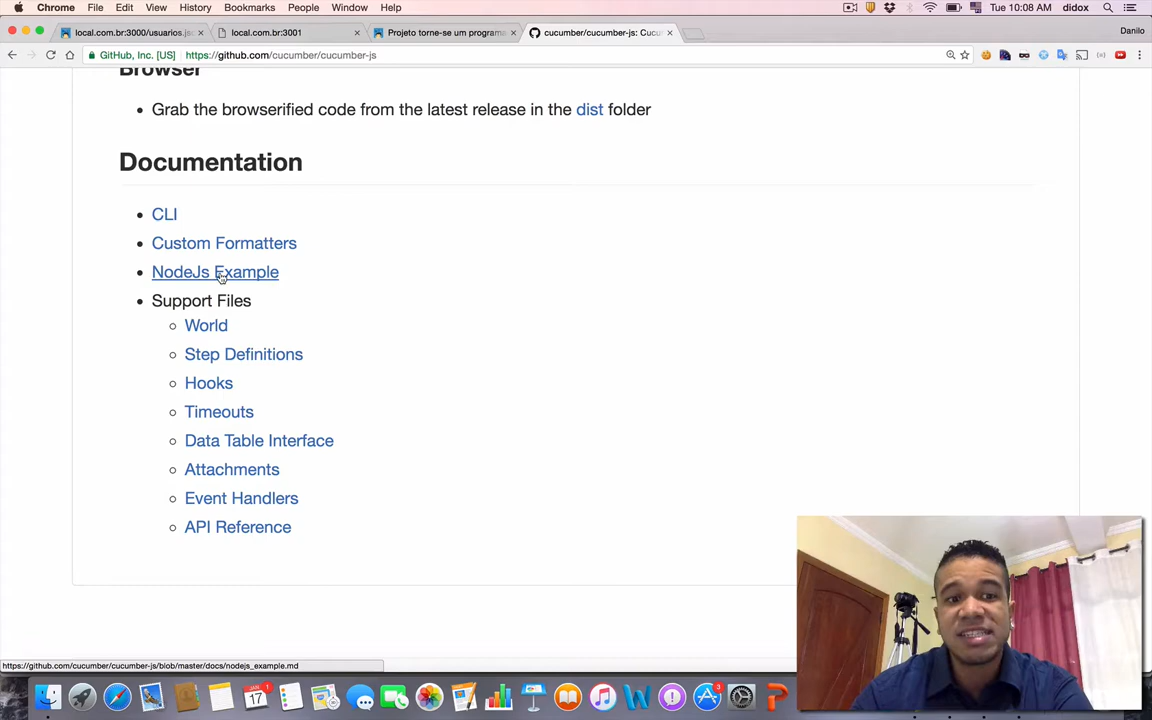 Chrome File Edit View History Bookmarks People Window Help Tue 10:08 AM didox
local.com.br:3000/usuarios.jso local.com.br:3001 Projeto torne-se um programa cucumber/cucumber-js: Cucu Danilo
GitHub, Inc. [US] https://github.com/cucumber/cucumber-js
Browser
Grab the browserified code from the latest release in the dist folder
Documentation
CLI
Custom Formatters
NodeJs Example
Support Files
World
Step Definitions
Hooks
Timeouts
Data Table Interface
Attachments
Event Handlers
API Reference
https://github.com/cucumber/cucumber-js/blob/master/docs/nodejs_example.md
17
3